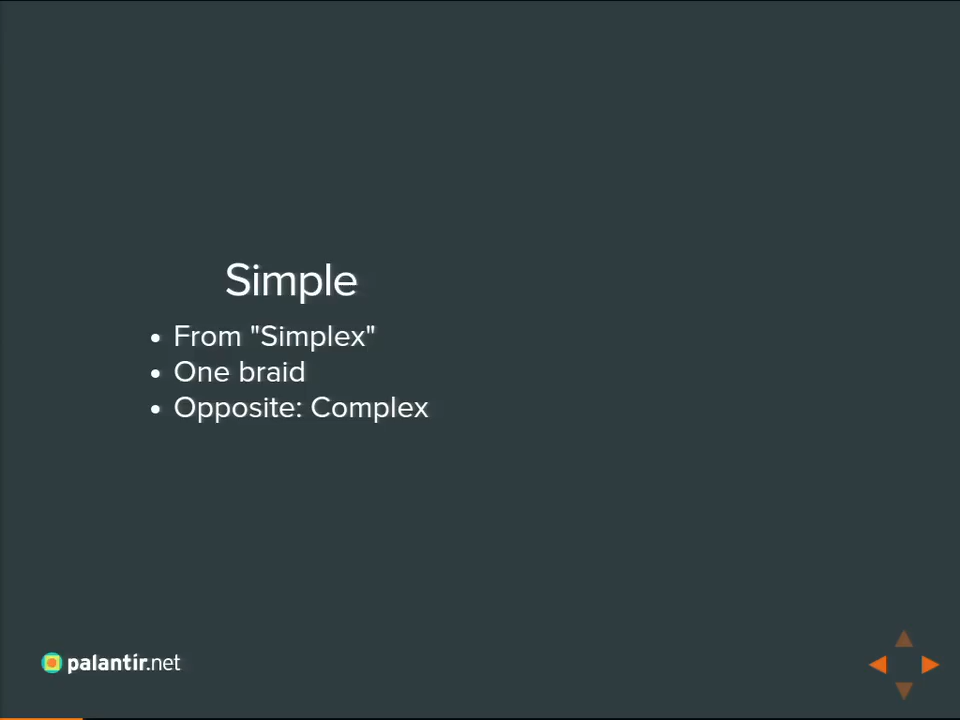 Simple
• From "Simplex"
• One braid
• Opposite: Complex
palantir.net